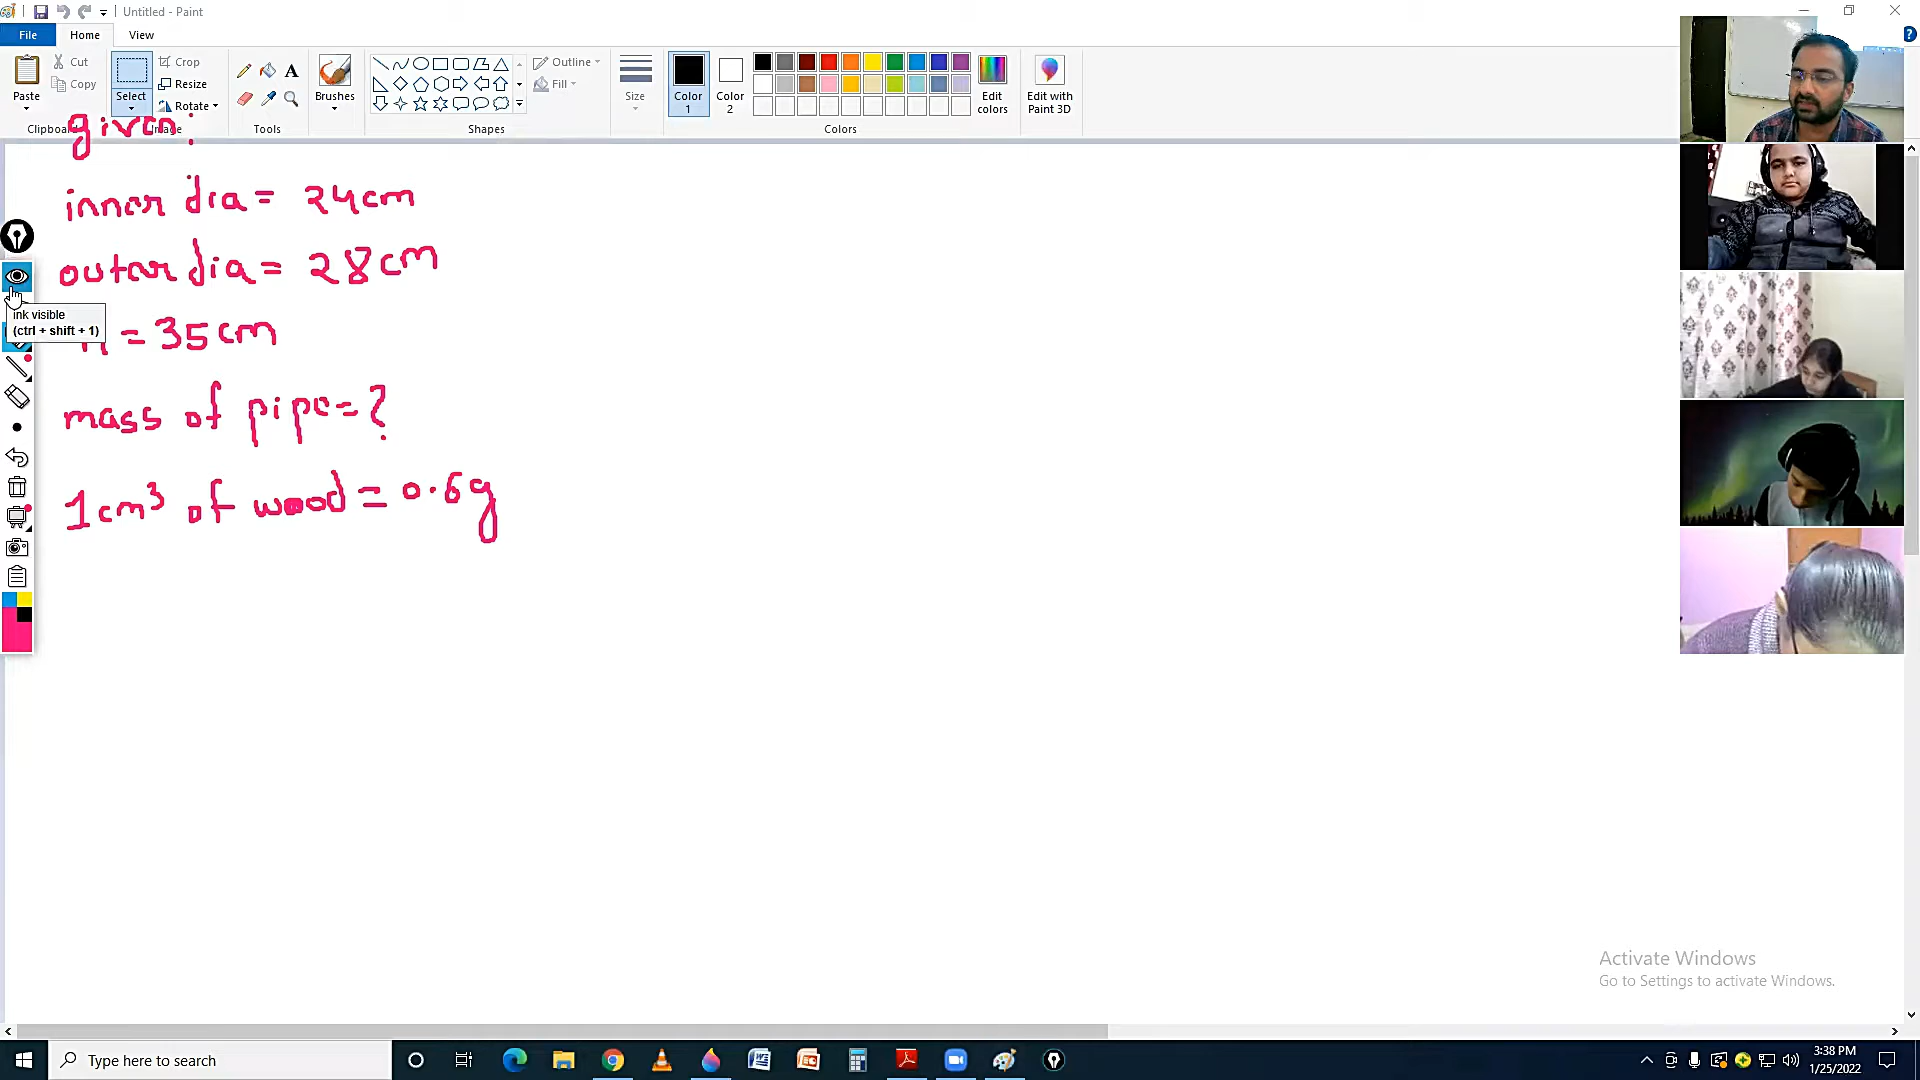 Untitled - Paint
File Home View
Paste Cut Copy Clipboard
Select Crop Resize Rotate
Tools
Brushes
Shapes
Outline Fill
Size
Color 1 Color 2
Edit colors
Edit with Paint 3D
Colors
given:
inner dia = 24cm
outer dia = 28cm
ink visible
(ctrl + shift + 1)
= 35cm
mass of pipe = ?
1cm³ of wood = 0.6g
Activate Windows
Go to Settings to activate Windows.
Type here to search
3:38 PM
1/25/2022